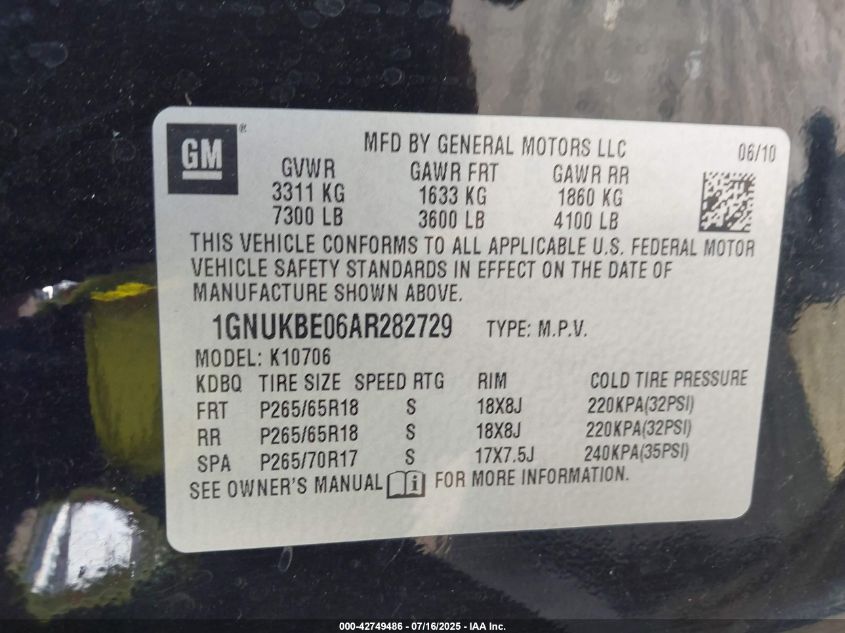 GM®
MFD BY GENERAL MOTORS LLC 06/10
GVWR GAWR FRT GAWR RR
3311 KG 1633 KG 1860 KG
7300 LB 3600 LB 4100 LB
THIS VEHICLE CONFORMS TO ALL APPLICABLE U.S. FEDERAL MOTOR
VEHICLE SAFETY STANDARDS IN EFFECT ON THE DATE OF
MANUFACTURE SHOWN ABOVE.
1GNUKBE06AR282729 TYPE: M.P.V.
MODEL: K10706
KDBQ TIRE SIZE SPEED RTG RIM COLD TIRE PRESSURE
FRT P265/65R18 S 18X8J 220KPA(32PSI)
RR P265/65R18 S 18X8J 220KPA(32PSI)
SPA P265/70R17 S 17X7.5J 240KPA(35PSI)
SEE OWNER'S MANUAL i FOR MORE INFORMATION.
000-42749486 - 07/16/2025 - IAA Inc.